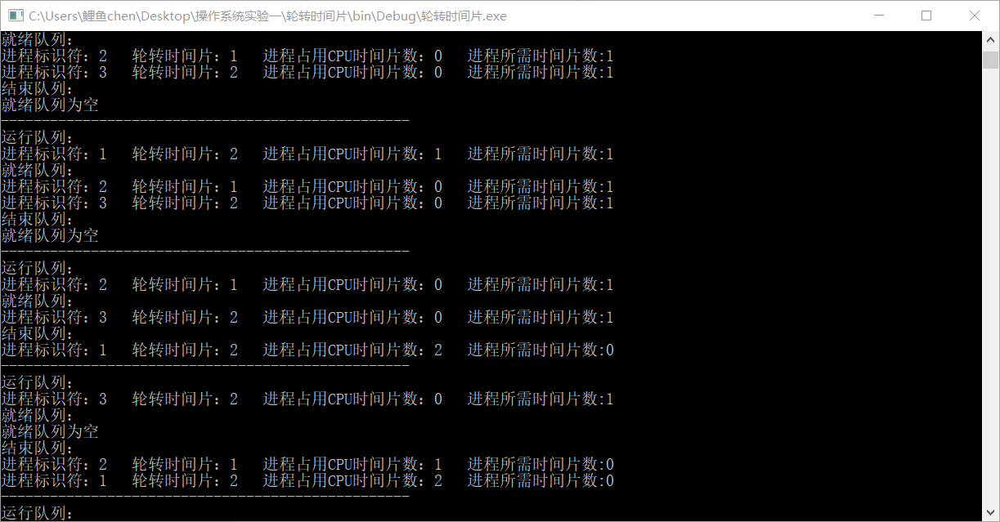 C:\Users\鲤鱼chen\Desktop\操作系统实验一\轮转时间片\bin\Debug\轮转时间片.exe
就绪队列：
进程标识符：2   轮转时间片：1   进程占用CPU时间片数：0   进程所需时间片数:1
进程标识符：3   轮转时间片：2   进程占用CPU时间片数：0   进程所需时间片数:1
结束队列：
就绪队列为空
--------------------------------------------------
运行队列：
进程标识符：1   轮转时间片：2   进程占用CPU时间片数：1   进程所需时间片数:1
就绪队列：
进程标识符：2   轮转时间片：1   进程占用CPU时间片数：0   进程所需时间片数:1
进程标识符：3   轮转时间片：2   进程占用CPU时间片数：0   进程所需时间片数:1
结束队列：
就绪队列为空
--------------------------------------------------
运行队列：
进程标识符：2   轮转时间片：1   进程占用CPU时间片数：0   进程所需时间片数:1
就绪队列：
进程标识符：3   轮转时间片：2   进程占用CPU时间片数：0   进程所需时间片数:1
结束队列：
进程标识符：1   轮转时间片：2   进程占用CPU时间片数：2   进程所需时间片数:0
--------------------------------------------------
运行队列：
进程标识符：3   轮转时间片：2   进程占用CPU时间片数：0   进程所需时间片数:1
就绪队列：
就绪队列为空
结束队列：
进程标识符：2   轮转时间片：1   进程占用CPU时间片数：1   进程所需时间片数:0
进程标识符：1   轮转时间片：2   进程占用CPU时间片数：2   进程所需时间片数:0
--------------------------------------------------
运行队列：